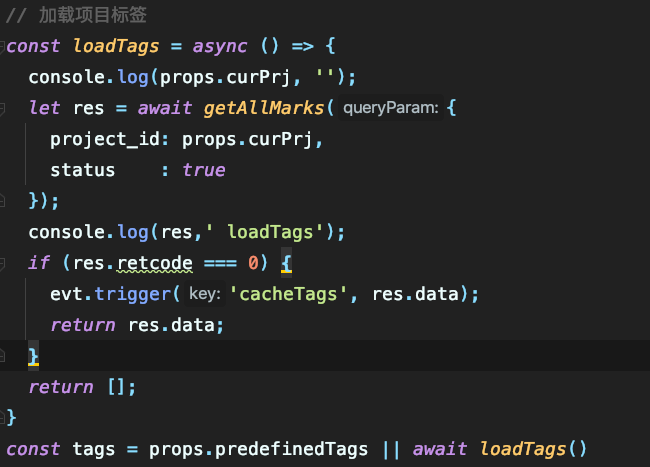 // 加载项目标签
const loadTags = async () => {
console.log(props.curPrj, '');
let res = await getAllMarks( queryParam: {
project_id: props.curPrj,
status    : true
});
console.log(res,' loadTags');
if (res.retcode === 0) {
evt.trigger( key: 'cacheTags', res.data);
return res.data;
}
return [];
}
const tags = props.predefinedTags || await loadTags()